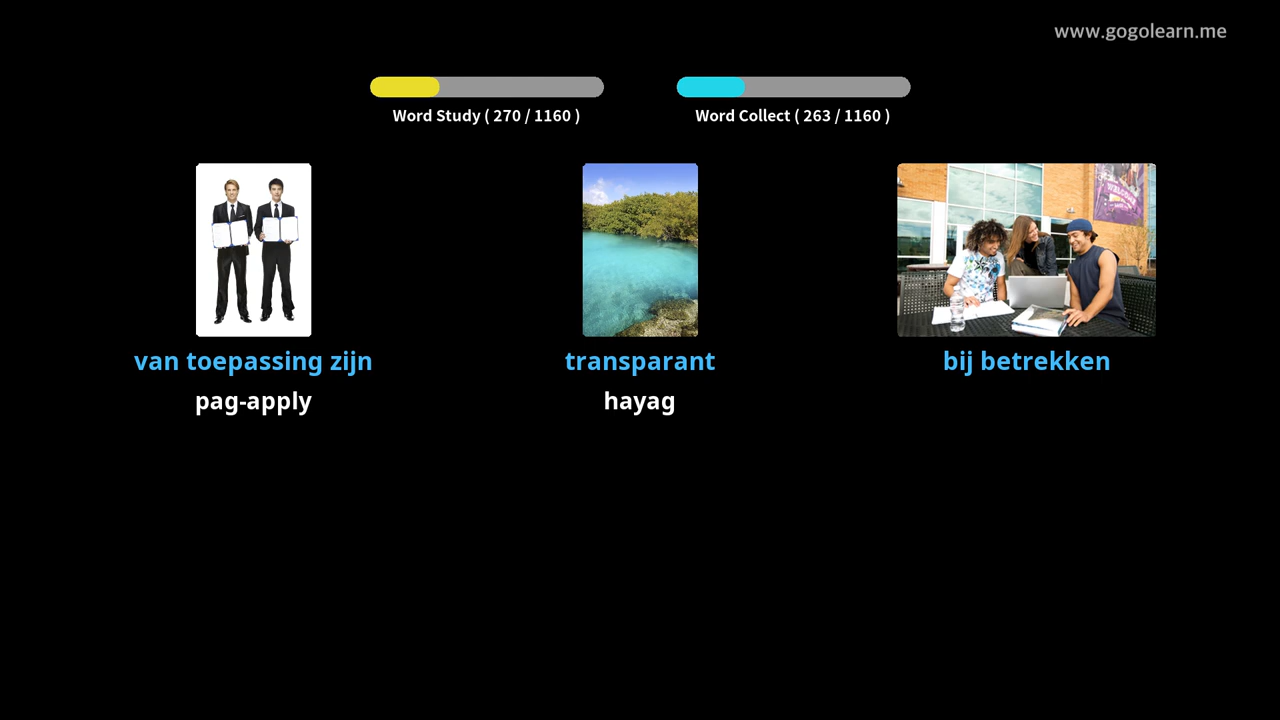 www.gogolearn.me
Word Study ( 270 / 1160 )
Word Collect ( 263 / 1160 )
WELCOME
van toepassing zijn
transparant
bij betrekken
pag-apply
hayag